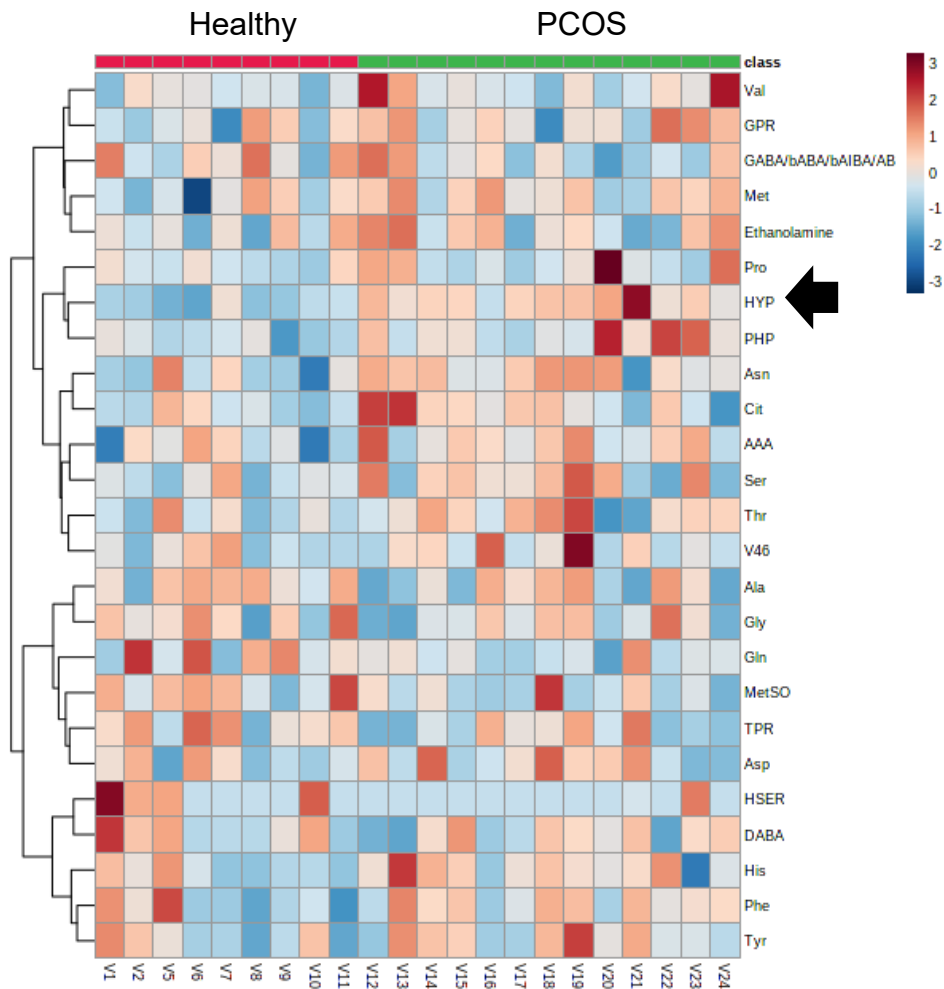 Healthy PCOS
class
Val
GPR
GABA/bABA/bAIBA/AB
Met
Ethanolamine
Pro
HYP
PHP
Asn
Cit
AAA
Ser
Thr
V46
Ala
Gly
Gln
MetSO
TPR
Asp
HSER
DABA
His
Phe
Tyr
V1 V2 V5 V6 V7 V8 V9 V10 V11 V12 V13 V14 V15 V16 V17 V18 V19 V20 V21 V22 V23 V24
3
2
1
0
-1
-2
-3